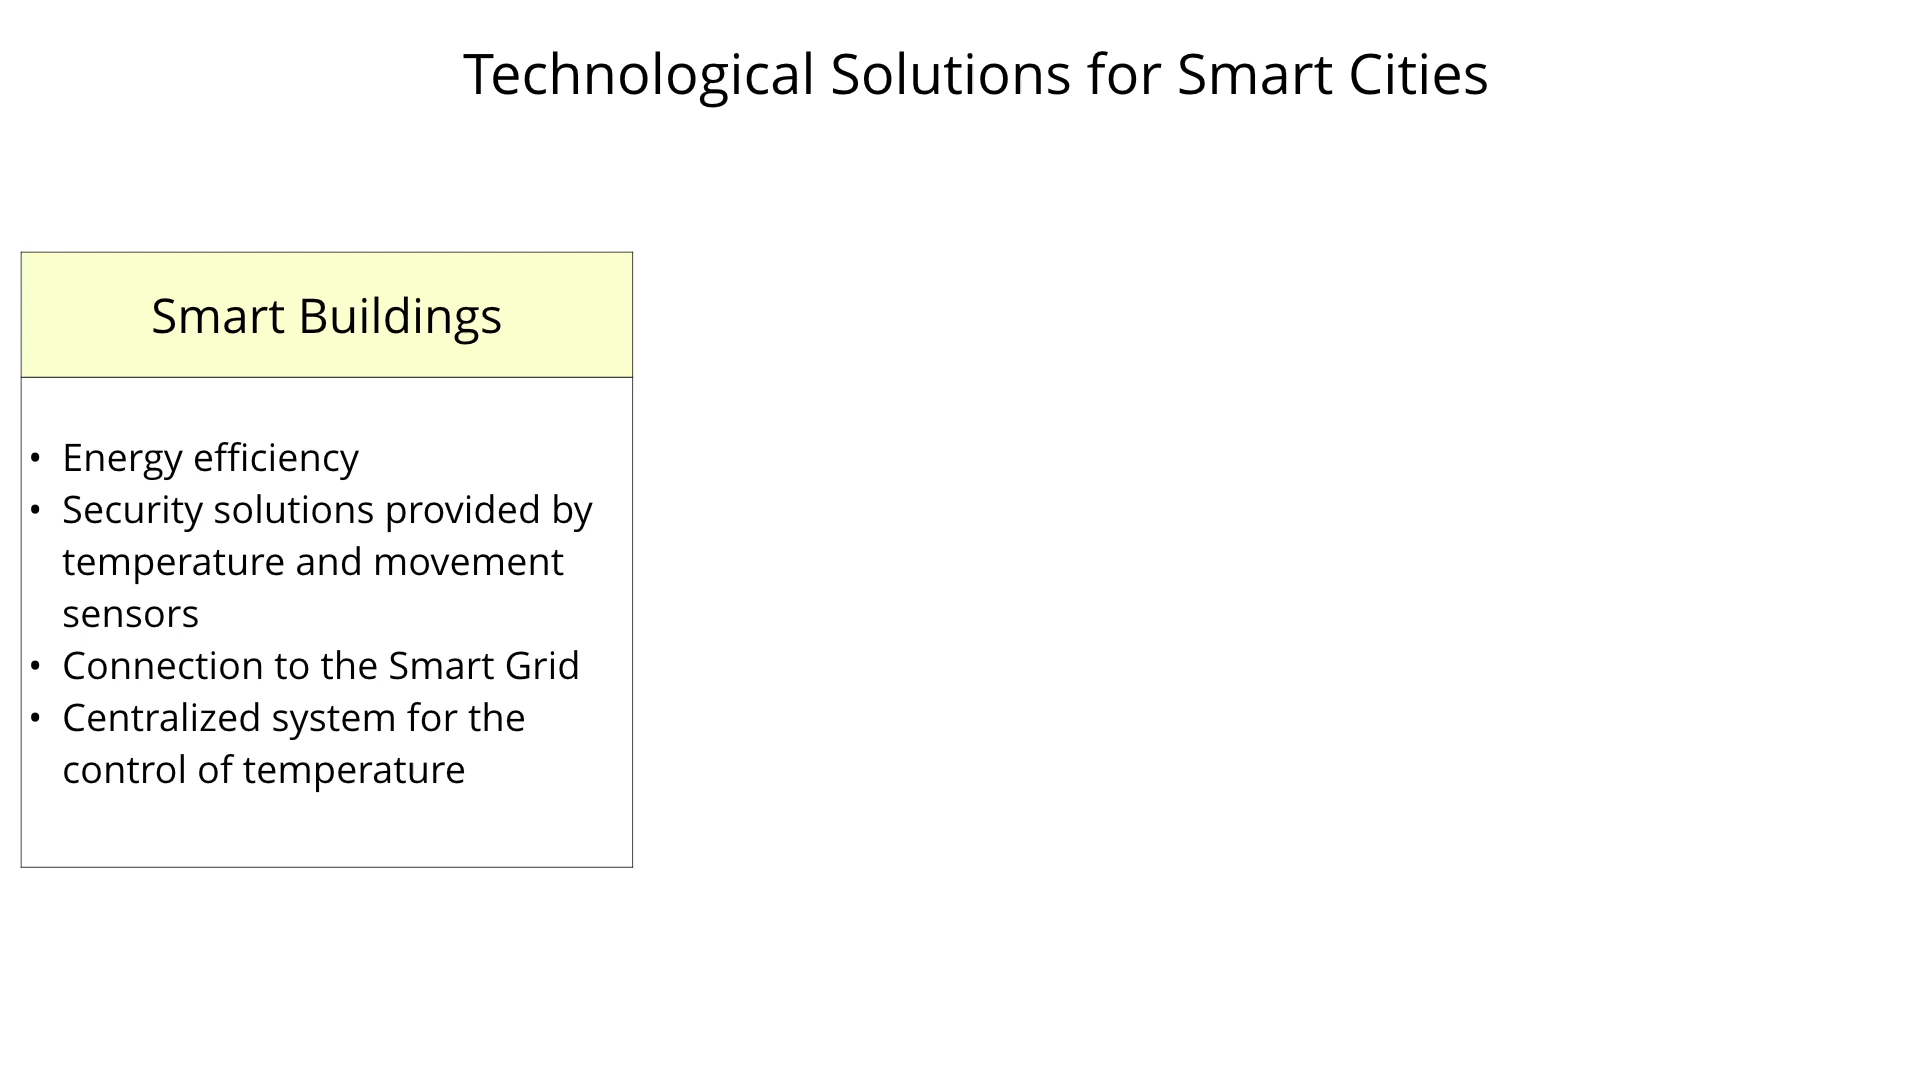 Technological Solutions for Smart Cities
Smart Buildings
• Energy efficiency
• Security solutions provided by
temperature and movement
sensors
• Connection to the Smart Grid
• Centralized system for the
control of temperature